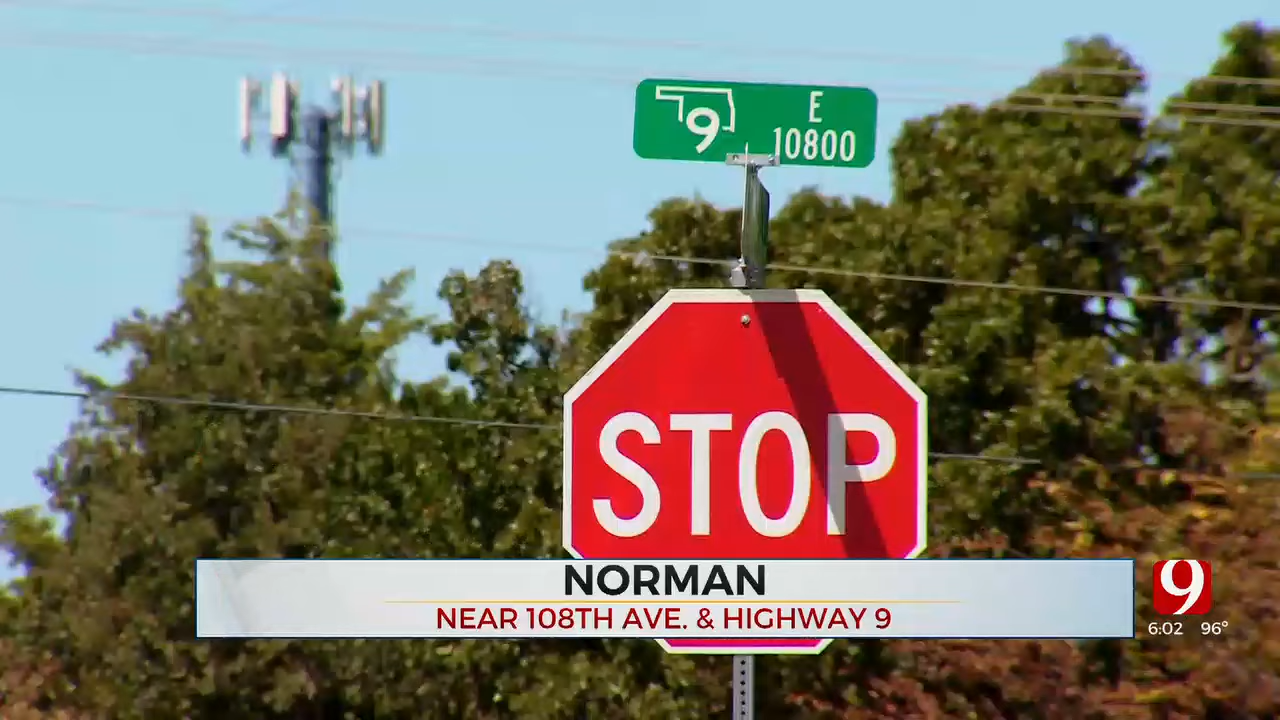 9 E
10800
STOP
NORMAN
NEAR 108TH AVE. & HIGHWAY 9
9
6:02 96°